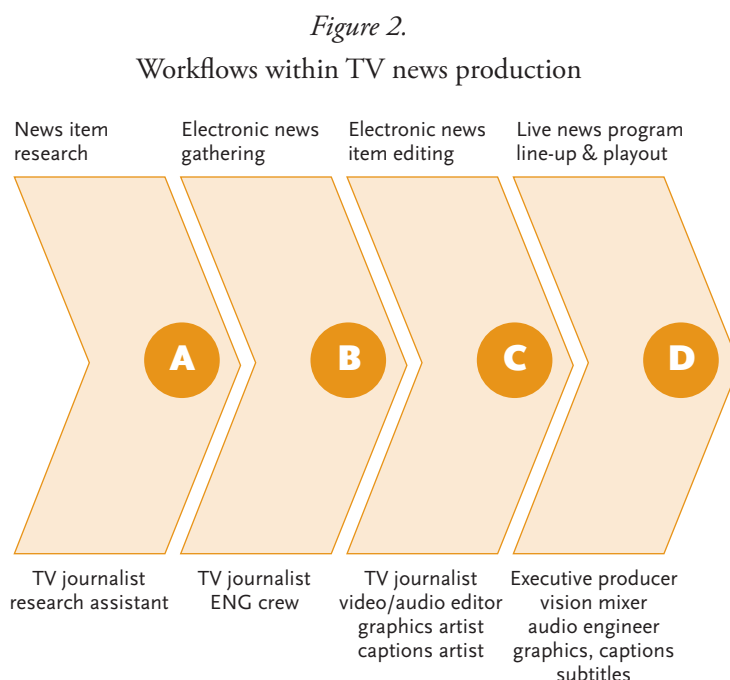 Figure 2.
Workflows within TV news production
News item
research
Electronic news
gathering
Electronic news
item editing
Live news program
line-up & playout
A
B
C
D
TV journalist
research assistant
TV journalist
ENG crew
TV journalist
video/audio editor
graphics artist
captions artist
Executive producer
vision mixer
audio engineer
graphics, captions
subtitles